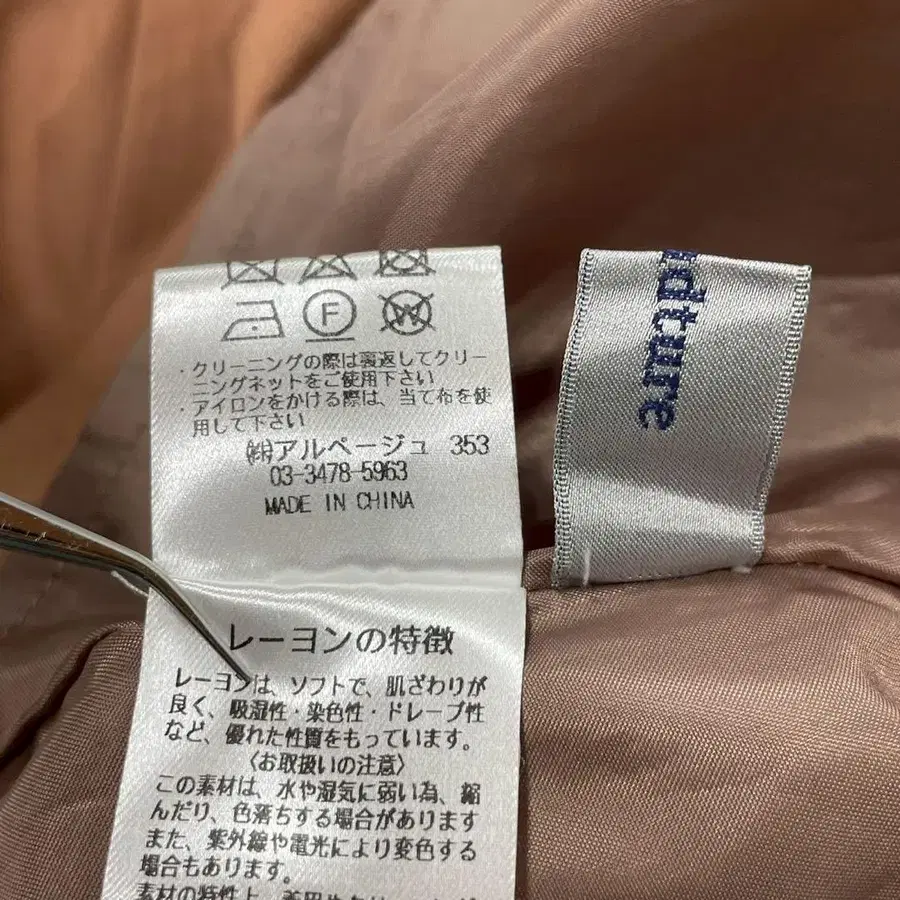 F
W
・クリーニングの際は裏返してクリー
ニングネットをご使用下さい
・アイロンをかける際は、当て布を使
用して下さい
㈱アルページュ 353
03-3478-5963
MADE IN CHINA
レーヨンの特徴
レーヨンは、ソフトで、肌ざわりが
良く、吸湿性・染色性・ドレープ性
など、優れた性質をもっています。
〈お取扱いの注意〉
この素材は、水や湿気に弱い為、縮
んだり、色落ちする場合があります
また、紫外線や電光により変色する
場合もあります。
素材の特性上
dture